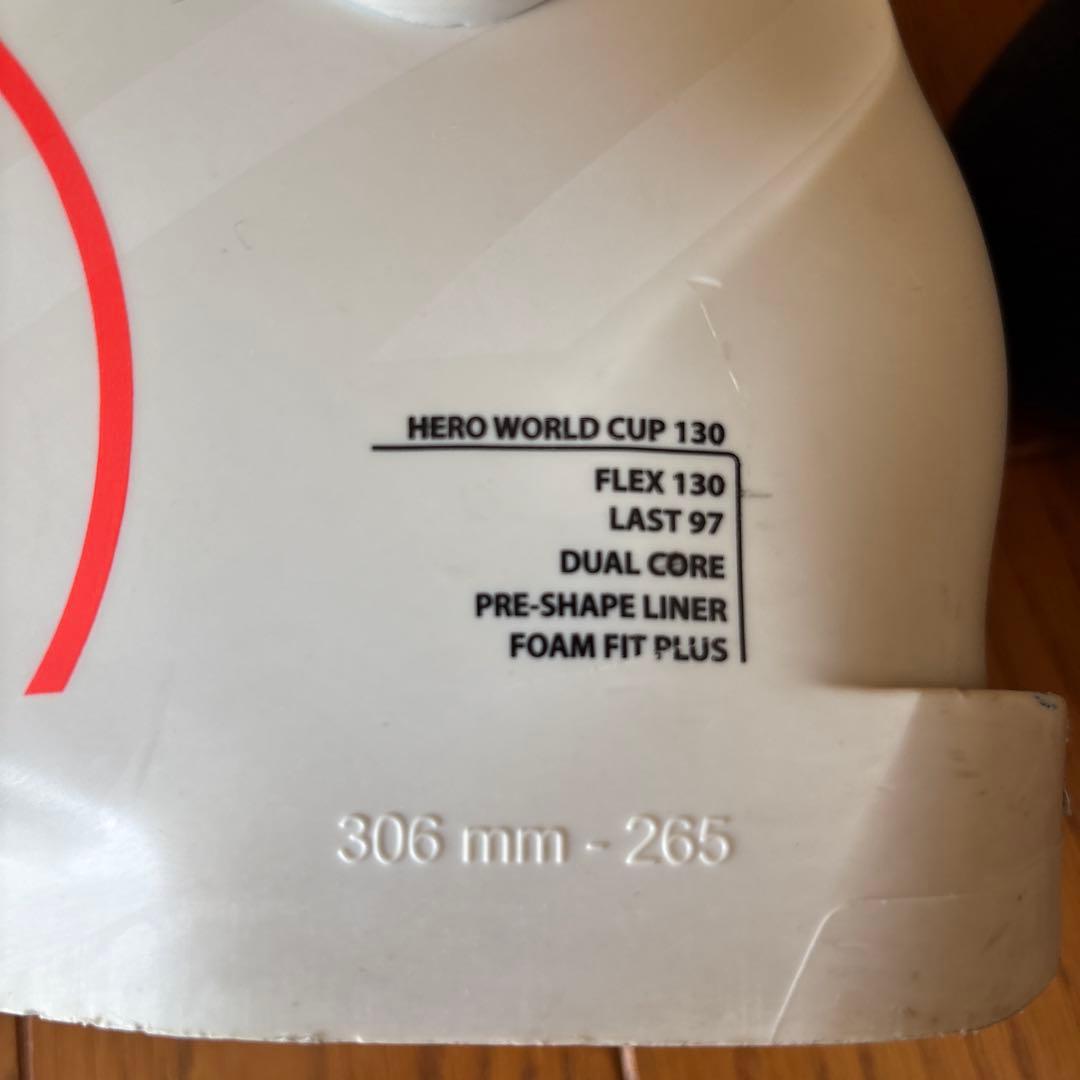 HERO WORLD CUP 130
FLEX 130
LAST 97
DUAL CORE
PRE-SHAPE LINER
FOAM FIT PLUS
306 mm - 265